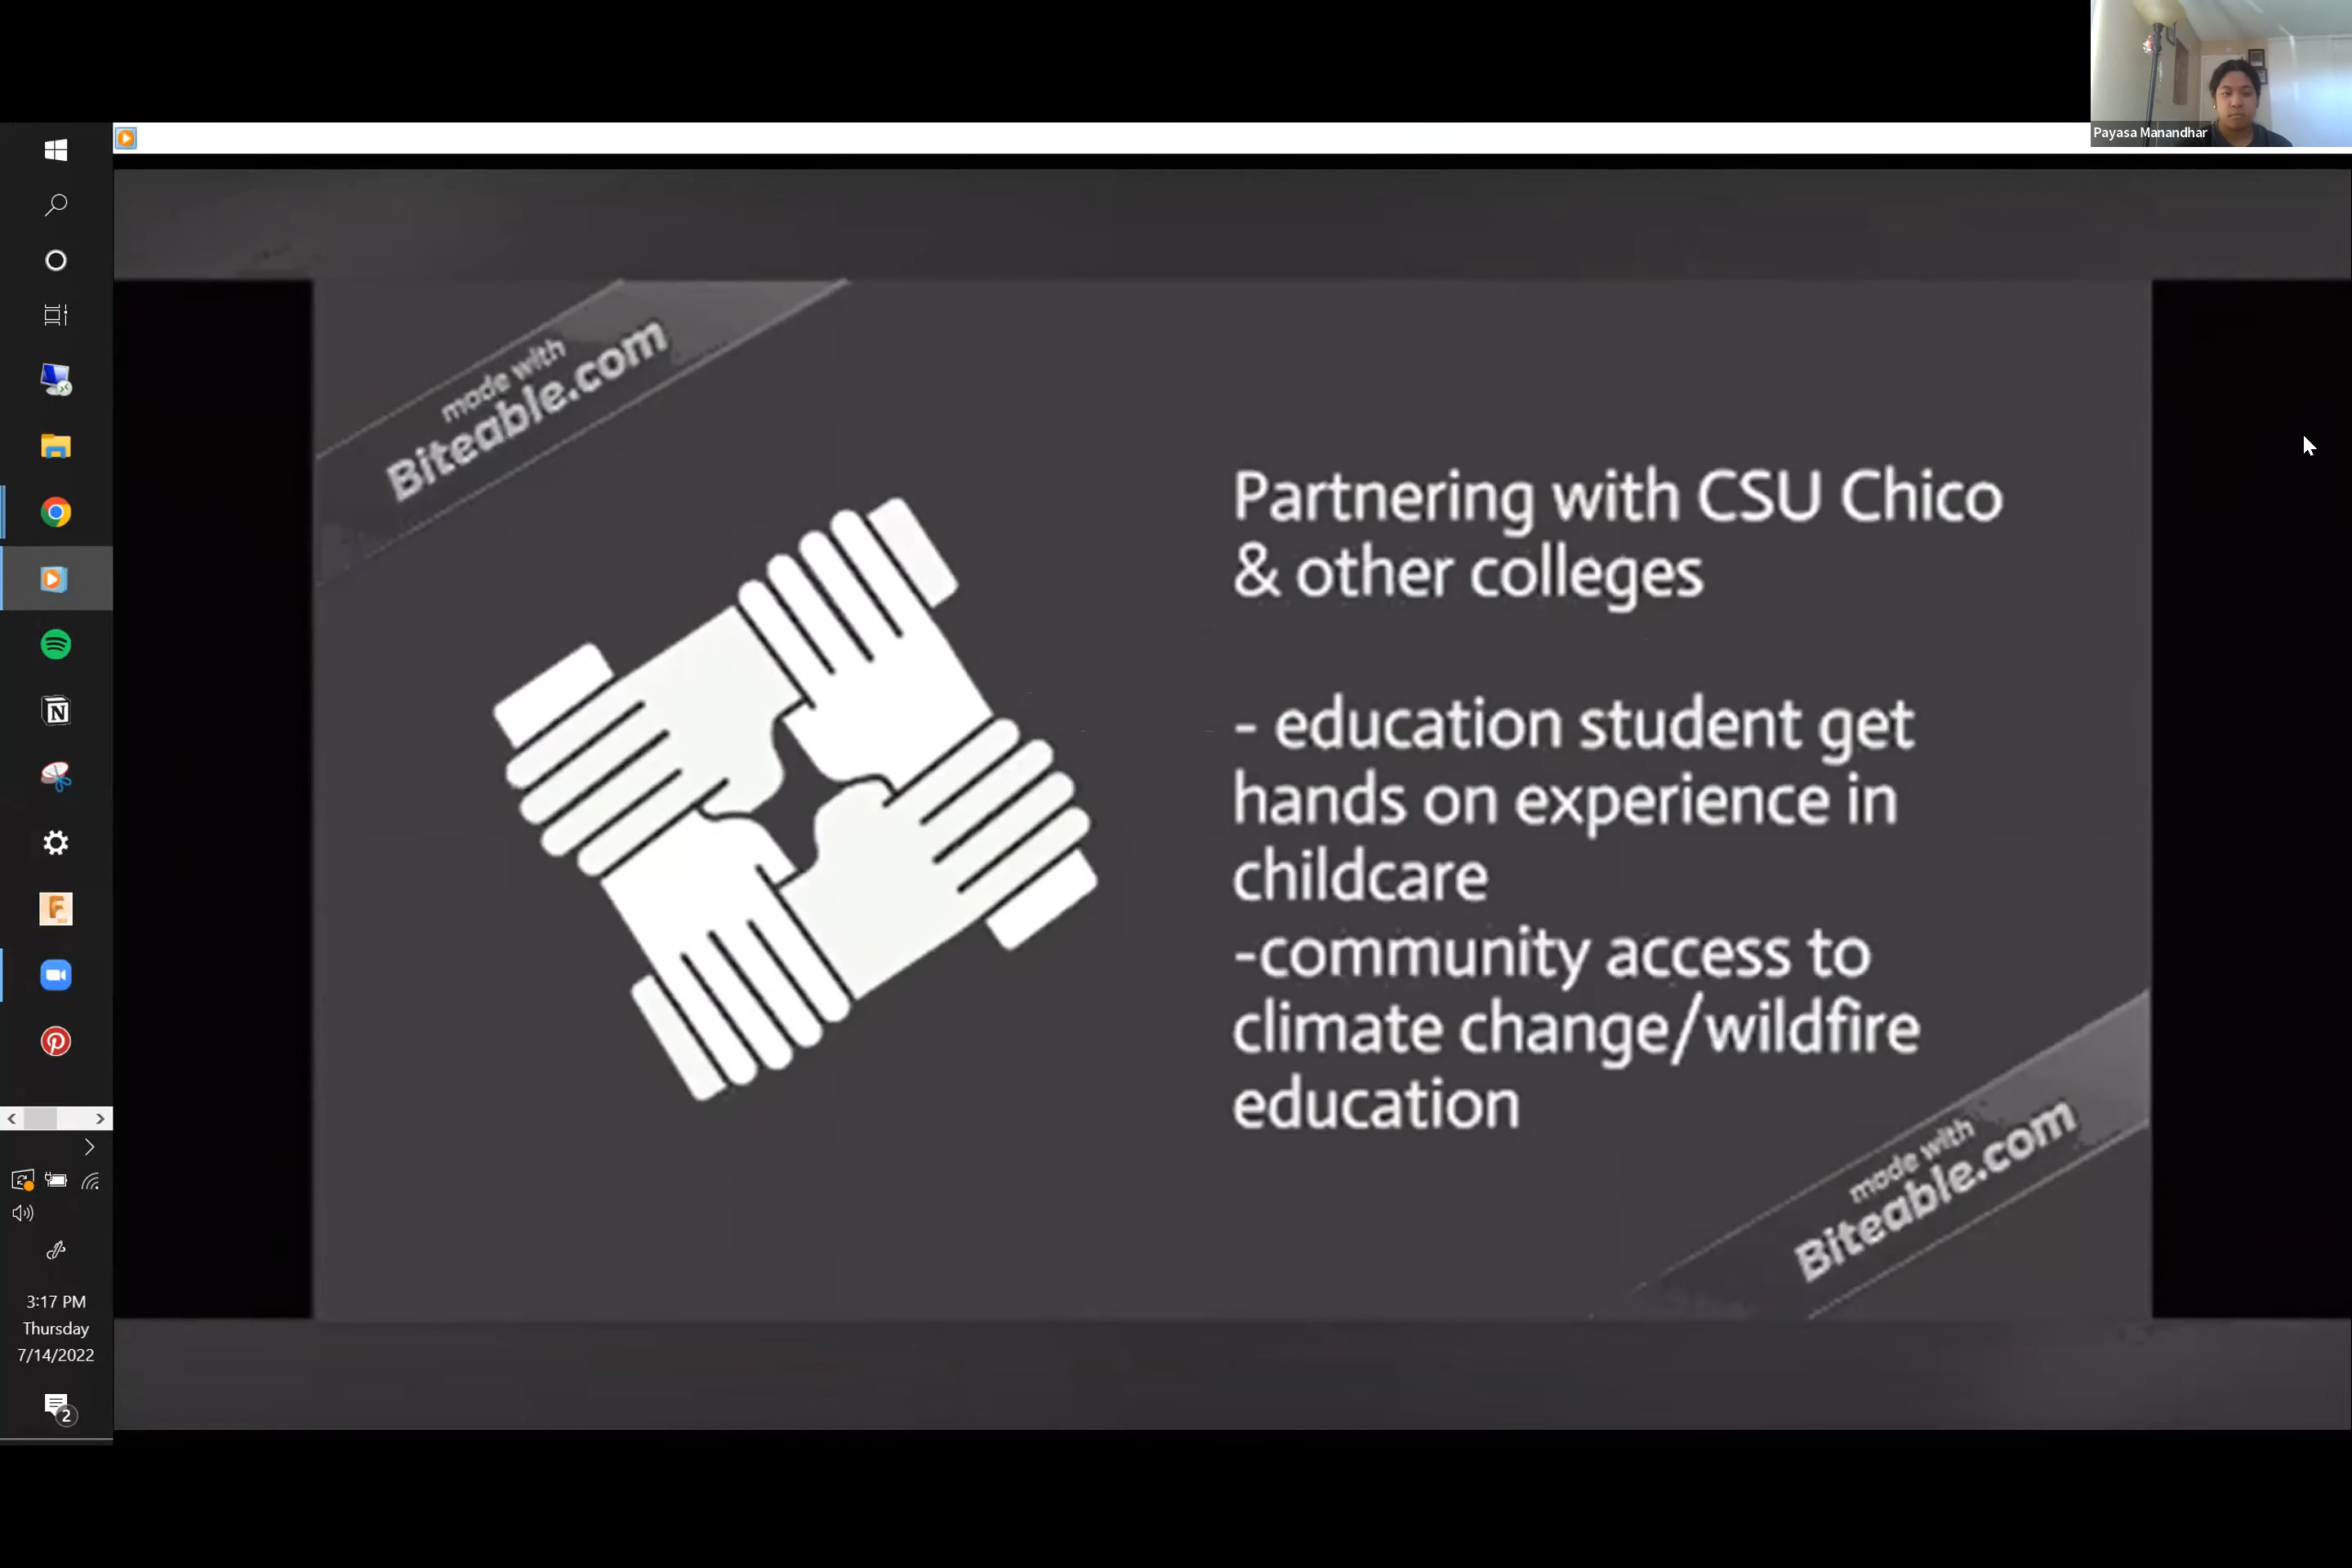 Payasa Manandhar
made with
Biteable.com
Partnering with CSU Chico
& other colleges
- education student get
hands on experience in
childcare
-community access to
climate change/wildfire
education
made with
Biteable.com
N
F
3:17 PM
Thursday
7/14/2022
2